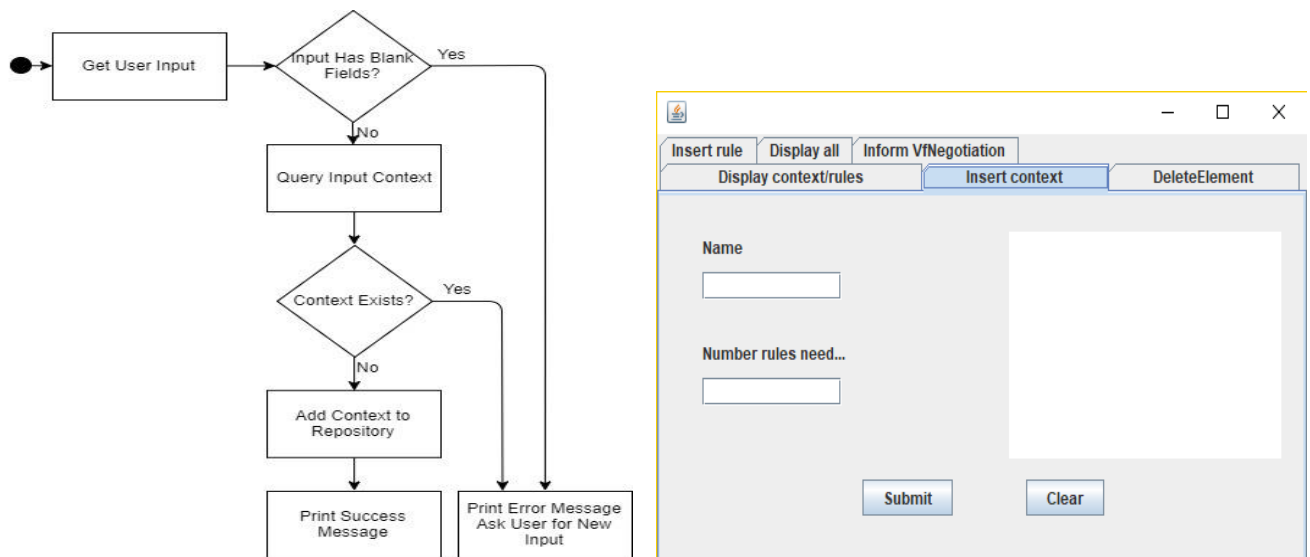 Get User Input
Input Has Blank
Fields?
Yes
No
Query Input Context
Context Exists?
Yes
No
Add Context to
Repository
Print Success
Message
Print Error Message
Ask User for New
Input
Insert rule
Display all
Inform VfNegotiation
Display context/rules
Insert context
DeleteElement
Name
Number rules need...
Submit
Clear